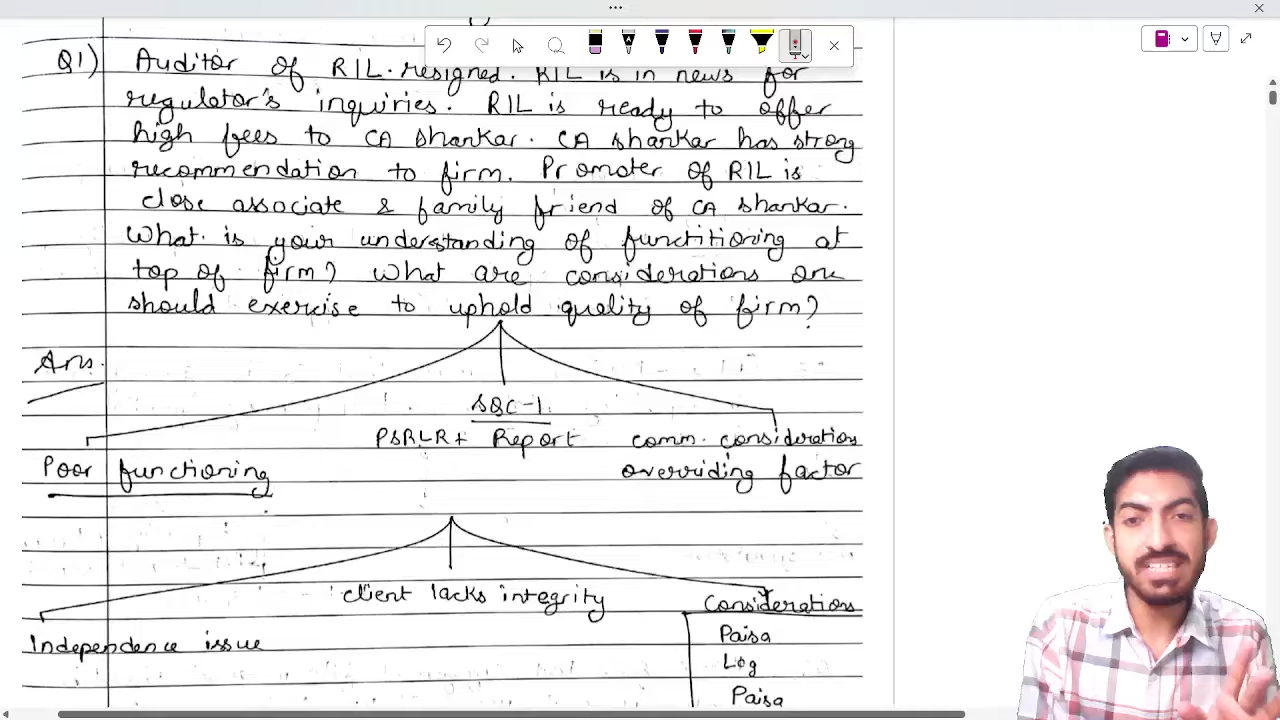 Q1) Auditor of RIL resigned. RIL is in news for
regulator's inquiries. RIL is ready to offer
high fees to CA Shankar. CA Shankar has strong
recommendation to firm. Promoter of RIL is
close associate & family friend of CA Shankar.
What is your understanding of functitioning at
top of firm? What are considerations one
should exercise to uphold quality of firm?
Ans.
SQC-1
PSRLR + Report
comm. consideration
overriding factor
Poor functioning
client lacks integrity
Considerations
Independence issue
Paisa
Log
Paisa